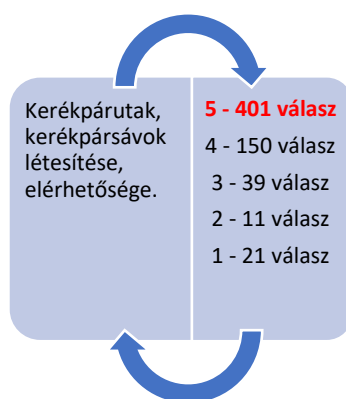 Kerékpárutak,
kerékpársávok
létesítése,
elérhetősége.
5 - 401 válasz
4 - 150 válasz
3 - 39 válasz
2 - 11 válasz
1 - 21 válasz